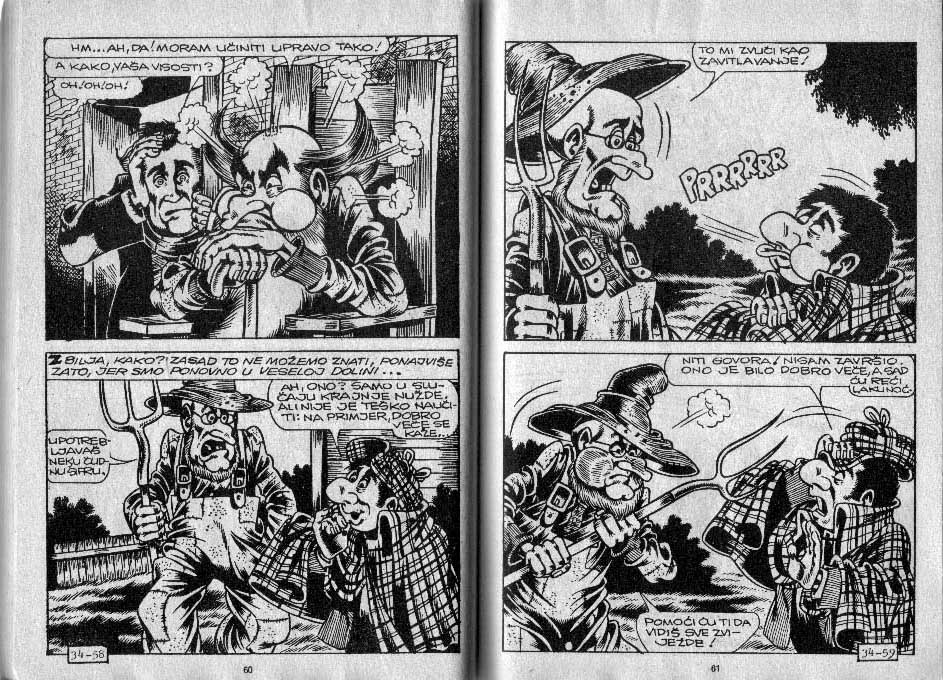 HM...AH, DA! MORAM UČINITI UPRAVO TAKO!
A KAKO, VAŠA VISOSTI?
OH! OH! OH!
ZBILJA, KAKO?! ZASAD TO NE MOŽEMO ZNATI, PONAJVIŠE
ZATO, JER SMO PONOVNO U VESELOJ DOLINI...
UPOTREB-
LJAVAŠ
NEKU ČUD-
NU ŠIFRU.
AH, ONO? SAMO U SLU-
ČAJU KRAJNJE NUŽDE,
ALI NIJE JE TEŠKO NAUČI-
TI: NA PRIMJER, DOBRO
VEČE SE
KAŽE...
34-58
60
TO MI ZVUČI KAO
ZAVITLAVANJE!
PRRRRRRR
NITI GOVORA! NISAM ZAVRŠIO.
ONO JE BILO DOBRO VEČE, A SAD
ĆU REĆI
LAKU NOĆ.
POMOĆI ĆU TI DA
VIDIŠ SVE ZVI-
JEZDE!
34-59
61